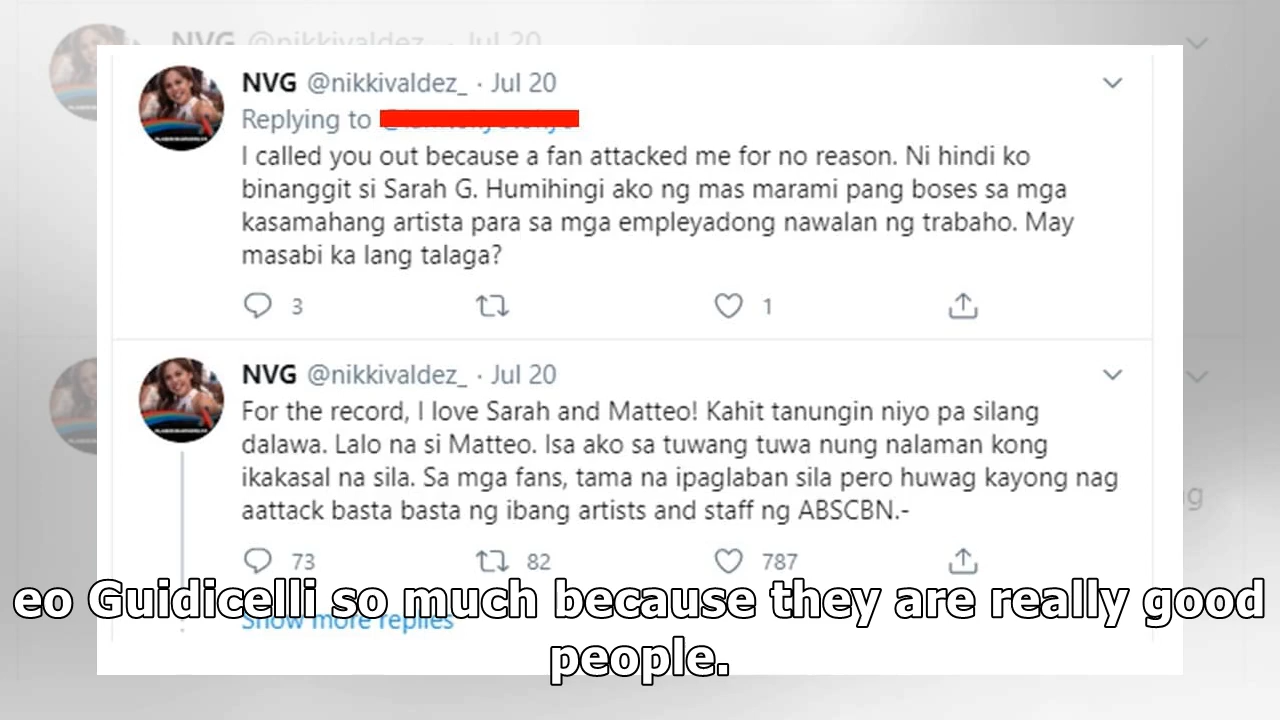 NVG @nikkivaldez_ · Jul 20
NVG @nikkivaldez_ · Jul 20
Replying to
I called you out because a fan attacked me for no reason. Ni hindi ko
binanggit si Sarah G. Humihingi ako ng mas marami pang boses sa mga
kasamahang artista para sa mga empleyadong nawalan ng trabaho. May
masabi ka lang talaga?
3 1
NVG @nikkivaldez_ · Jul 20
For the record, I love Sarah and Matteo! Kahit tanungin niyo pa silang
dalawa. Lalo na si Matteo. Isa ako sa tuwang tuwa nung nalaman kong
ikakasal na sila. Sa mga fans, tama na ipaglaban sila pero huwag kayong nag
aattack basta basta ng ibang artists and staff ng ABSCBN.-
g
73 82 787
eo Guidicelli so much because they are really good
Show more replies
people.